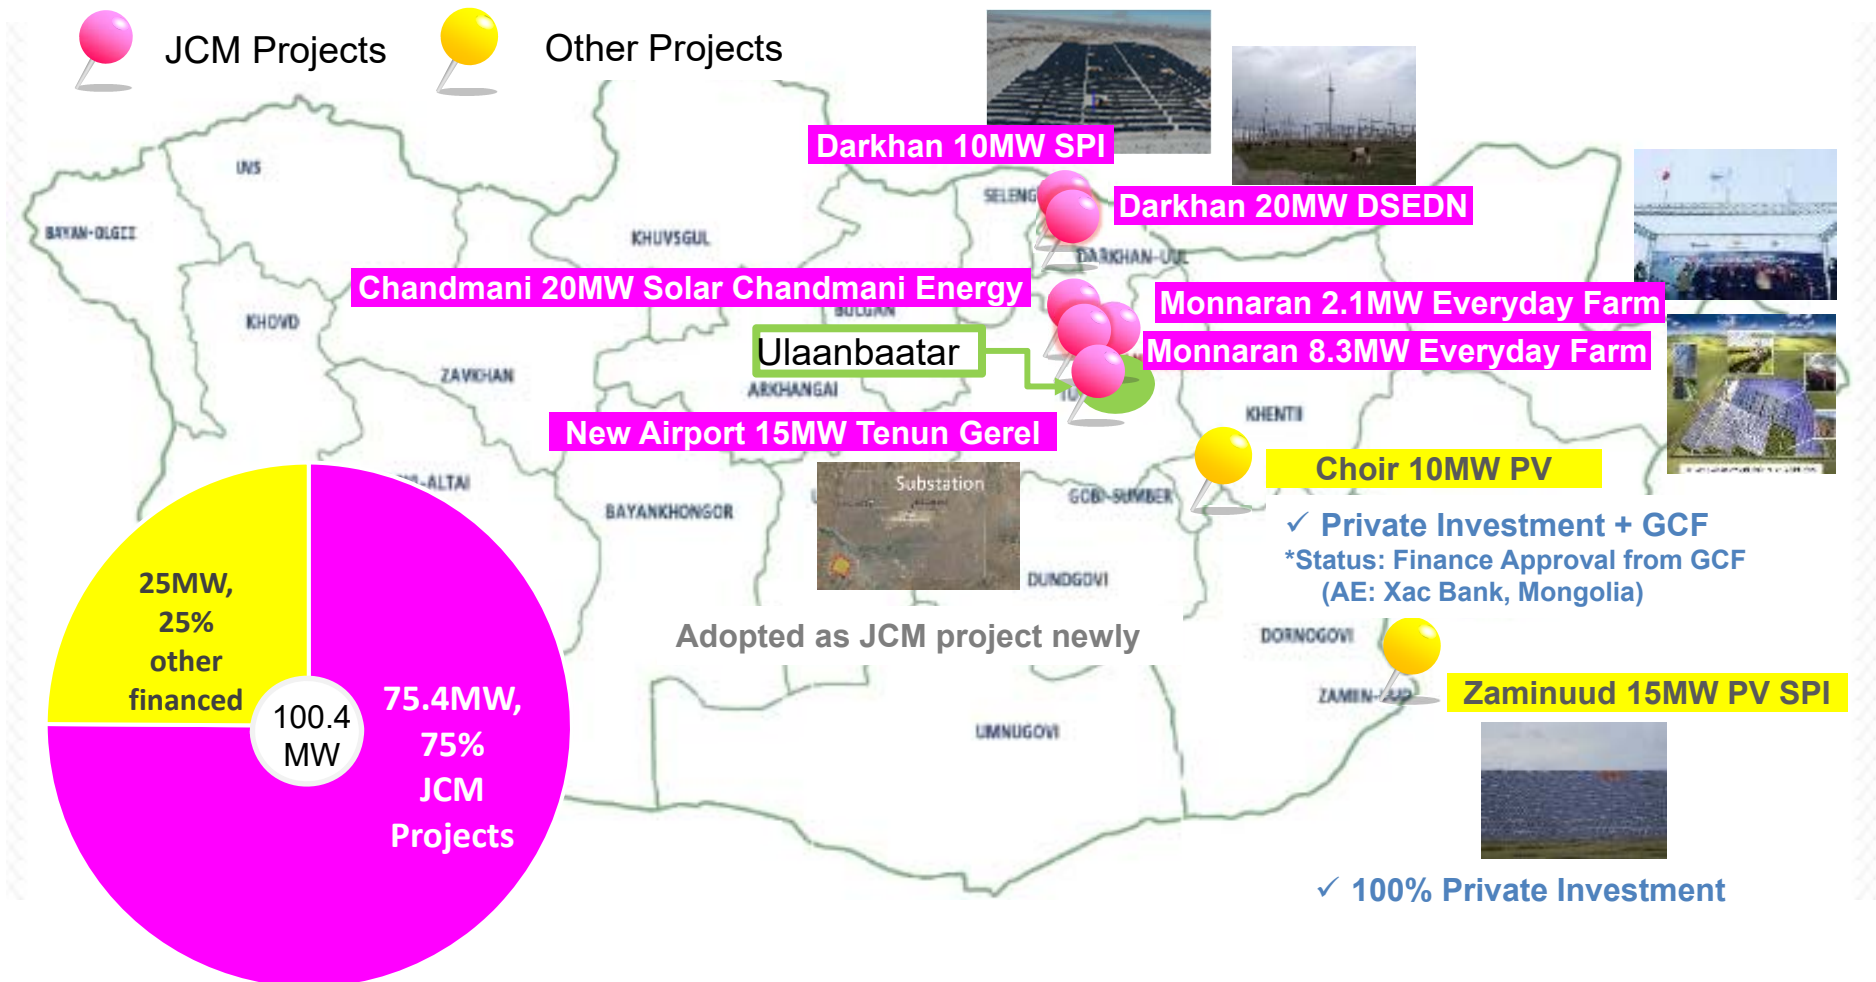 JCM Projects
Other Projects
Darkhan 10MW SPI
UVS
SELENG
Darkhan 20MW DSEDN
BAYAN-OLGII
KHUVSGUL
DARKHAN-UUL
Chandmani 20MW Solar Chandmani Energy
Monnaran 2.1MW Everyday Farm
KHOVD
BULGAN
Ulaanbaatar
Monnaran 8.3MW Everyday Farm
ZAVKHAN
ARKHANGAI
TU
KHENTII
New Airport 15MW Tenun Gerel
Choir 10MW PV
-ALTAI
Substation
GOBI-SUMBER
BAYANKHONGOR
U
✓ Private Investment + GCF
*Status: Finance Approval from GCF
(AE: Xac Bank, Mongolia)
DUNDGOVI
25MW,
25%
other
financed
Adopted as JCM project newly
DORNOGOVI
75.4MW,
75%
JCM
Projects
100.4
MW
ZAMIIN-UUD
Zaminuud 15MW PV SPI
UMNUGOVI
✓ 100% Private Investment